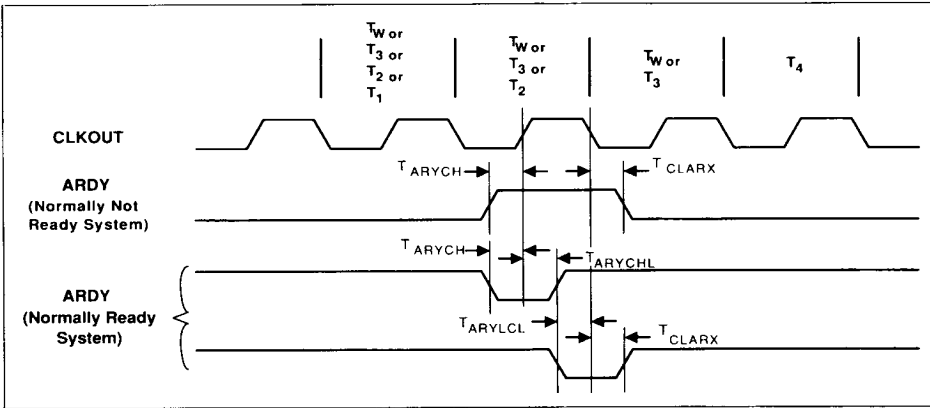 TW or
T3 or
T2 or
T1
TW or
T3 or
T2
TW or
T3
T4
CLKOUT
TARYCH
TCLARX
ARDY
(Normally Not
Ready System)
TARYCH
TARYCHL
ARDY
(Normally Ready
System)
TARYLCL
TCLARX